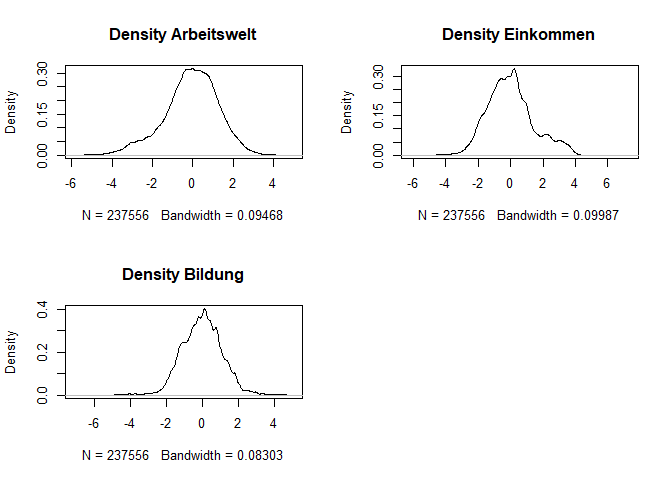 Density Arbeitswelt
Density
0.00 0.15 0.30
-6 -4 -2 0 2 4
N = 237556 Bandwidth = 0.09468
Density Einkommen
Density
0.00 0.15 0.30
-6 -4 -2 0 2 4 6
N = 237556 Bandwidth = 0.09987
Density Bildung
Density
0.0 0.2 0.4
-6 -4 -2 0 2 4
N = 237556 Bandwidth = 0.08303